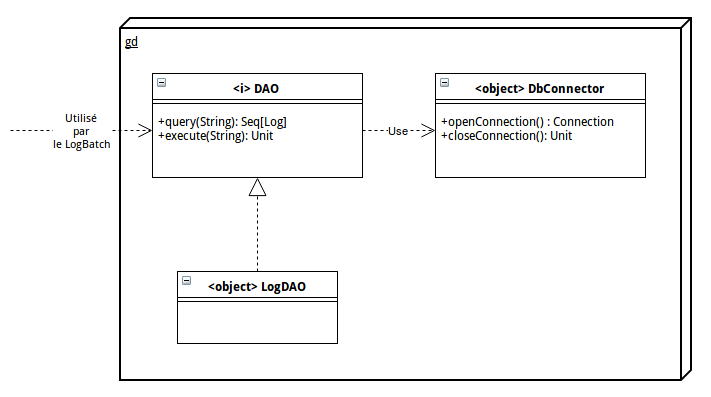 gd
<i> DAO
+query(String): Seq[Log]
+execute(String): Unit
<object> DbConnector
+openConnection() : Connection
+closeConnection(): Unit
Utilisé
par
le LogBatch
Use
<object> LogDAO